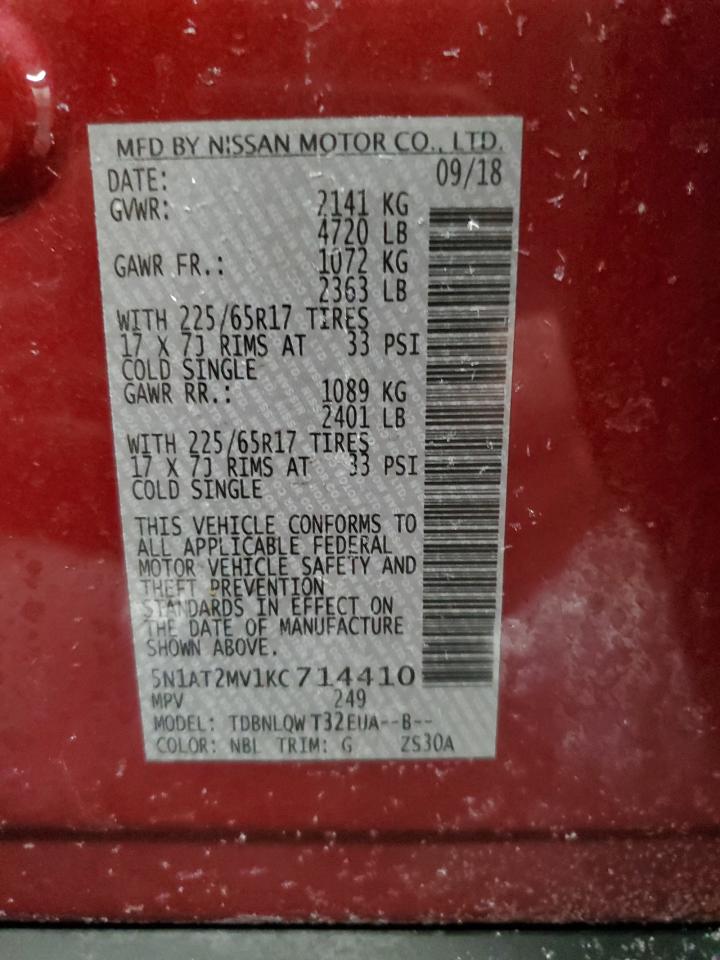 MFD BY NISSAN MOTOR CO., LTD.
DATE: 09/18
GVWR: 2141 KG
4720 LB
GAWR FR.: 1072 KG
2363 LB
WITH 225/65R17 TIRES
17 X 7J RIMS AT 33 PSI
COLD SINGLE
GAWR RR.: 1089 KG
2401 LB
WITH 225/65R17 TIRES
17 X 7J RIMS AT 33 PSI
COLD SINGLE
THIS VEHICLE CONFORMS TO
ALL APPLICABLE FEDERAL
MOTOR VEHICLE SAFETY AND
THEFT PREVENTION
STANDARDS IN EFFECT ON
THE DATE OF MANUFACTURE
SHOWN ABOVE.
5N1AT2MV1KC714410
MPV 249
MODEL: TDBNLQW T32EUA--B--
COLOR: NBL TRIM: G ZS30A